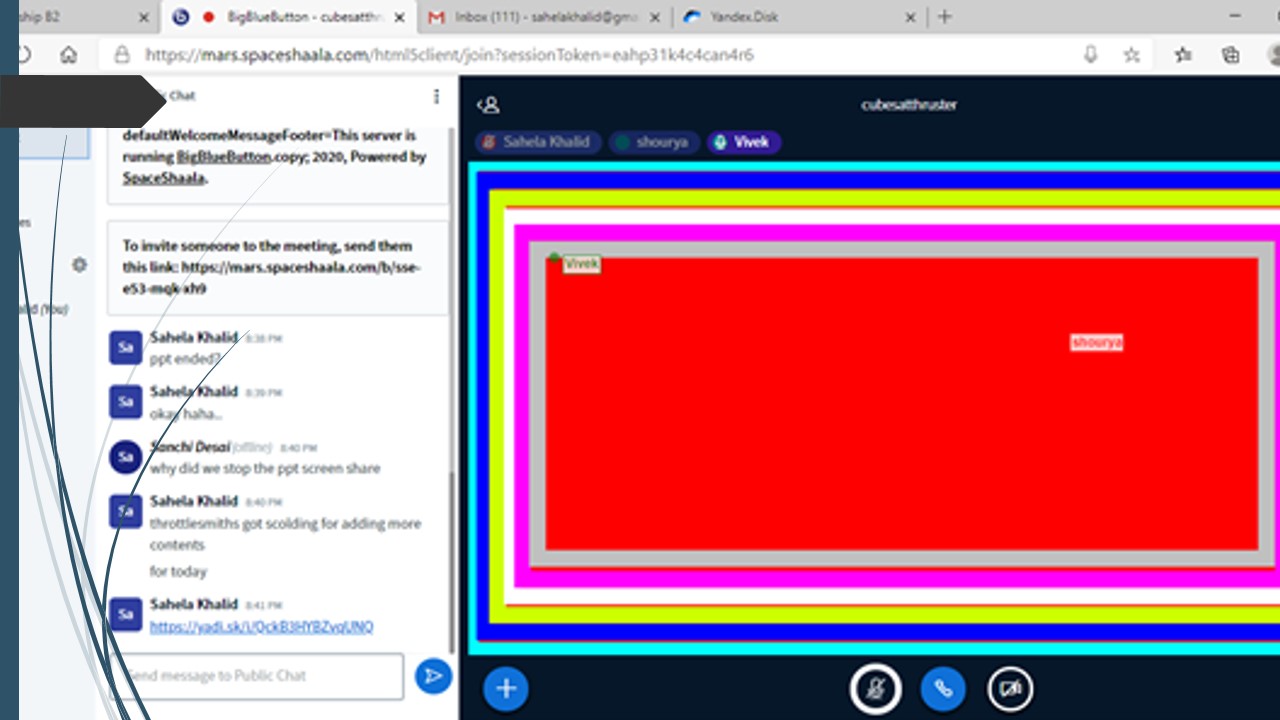 ship B2
BigBlueButton - cubesatthr
Inbox (111) - sahelakhalid@gm
Yandex.Disk
https://mars.spaceshaala.com/html5client/join?sessionToken=eahp31k4c4can4r6
c Chat
defaultWelcomeMessageFooter=This server is
running BigBlueButton.copy; 2020, Powered by
SpaceShaala.
To invite someone to the meeting, send them
this link: https://mars.spaceshaala.com/b/sse-
e53-mqk-xh9
es
alid (You)
Sa
Sahela Khalid 8:38 PM
ppt ended?
Sa
Sahela Khalid 8:39 PM
okay haha..
Sa
Sanchi Desai (offline) 8:40 PM
why did we stop the ppt screen share
Sa
Sahela Khalid 8:40 PM
throttlesmiths got scolding for adding more
contents
for today
Sa
Sahela Khalid 8:41 PM
https://yadi.sk/i/QckB3HYBZvqUNQ
Send message to Public Chat
cubesatthruster
Sahela Khalid
shourya
Vivek
Vivek
shourya